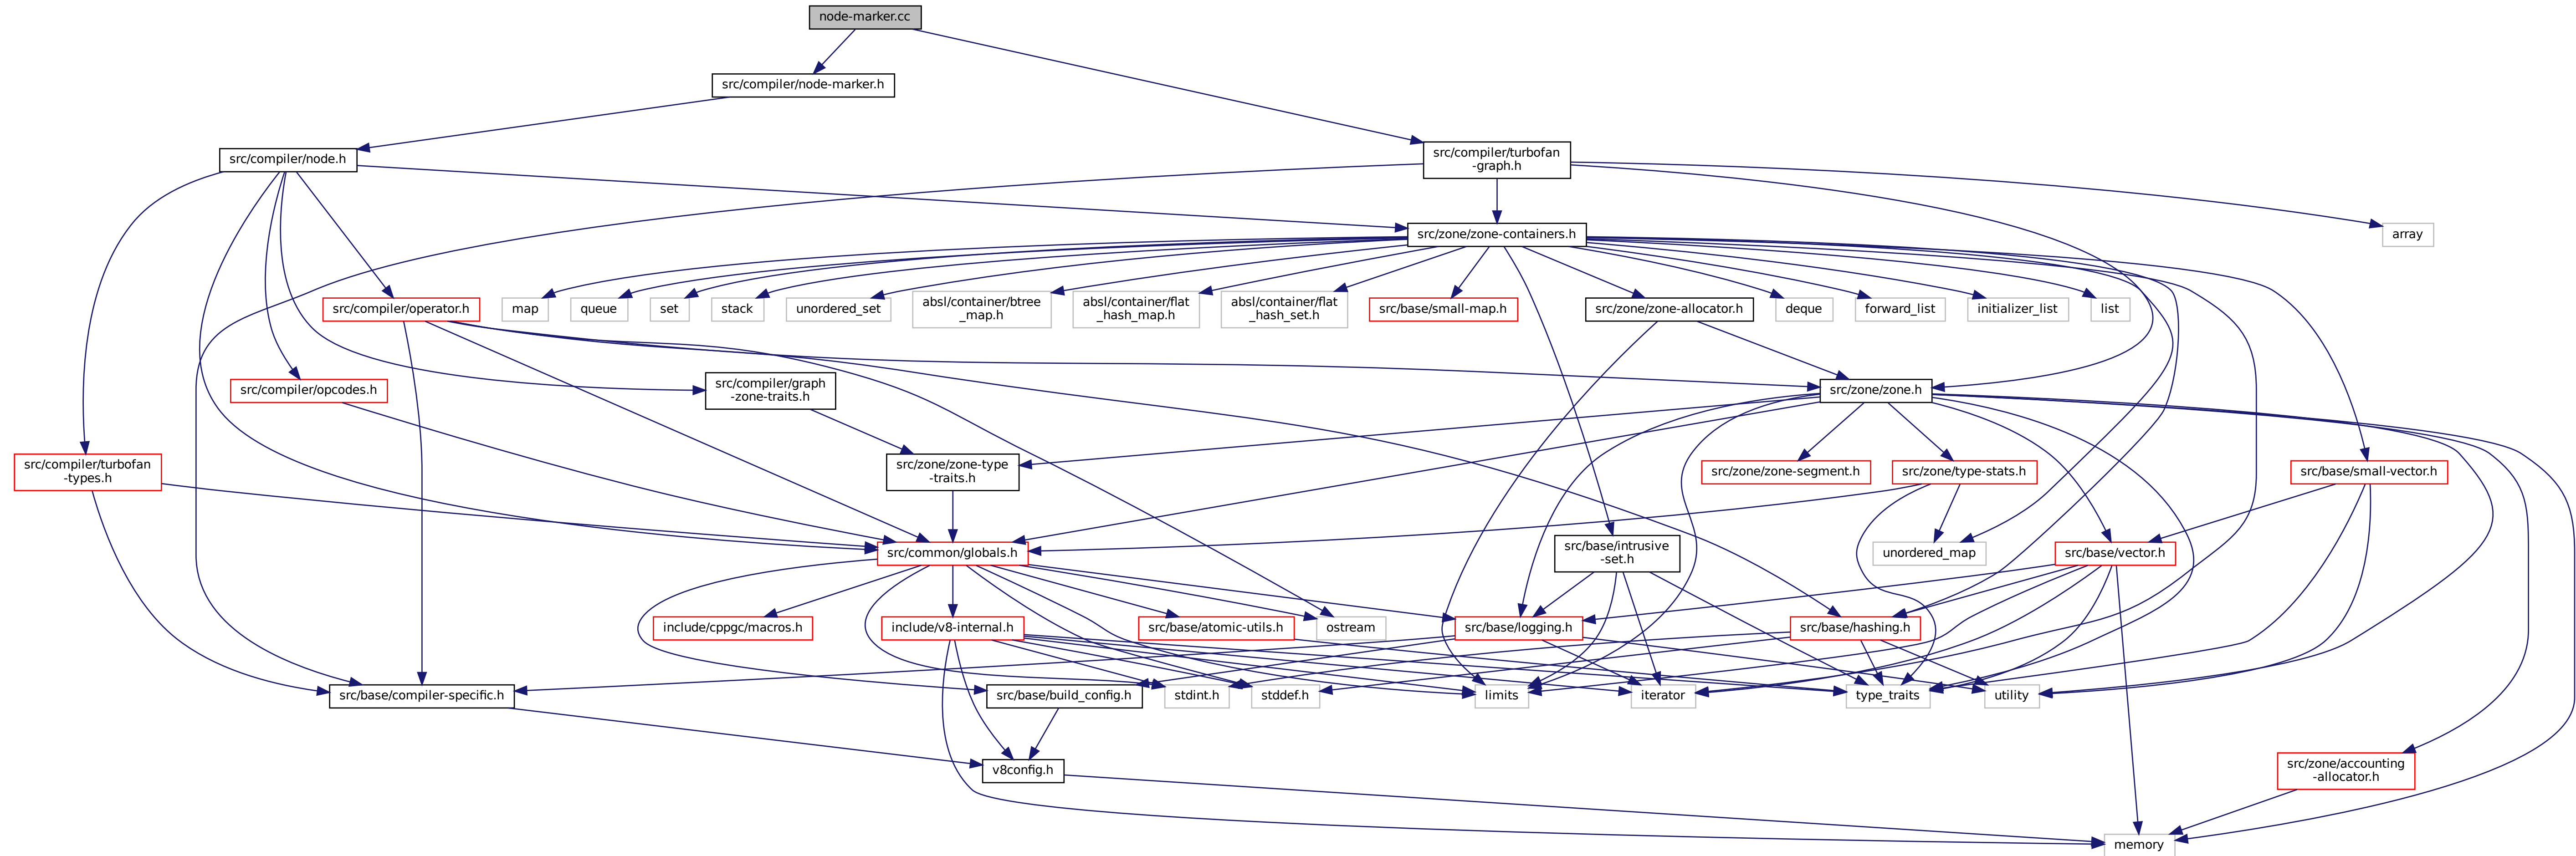 node-marker.cc
src/compiler/node-marker.h
src/compiler/node.h
src/compiler/turbofan
-graph.h
src/zone/zone-containers.h
array
src/compiler/operator.h
map
queue
set
stack
unordered_set
absl/container/btree
_map.h
absl/container/flat
_hash_map.h
absl/container/flat
_hash_set.h
src/base/small-map.h
src/zone/zone-allocator.h
deque
forward_list
initializer_list
list
src/compiler/opcodes.h
src/compiler/graph
-zone-traits.h
src/zone/zone.h
src/compiler/turbofan
-types.h
src/zone/zone-type
-traits.h
src/zone/zone-segment.h
src/zone/type-stats.h
src/base/small-vector.h
src/common/globals.h
src/base/intrusive
-set.h
unordered_map
src/base/vector.h
include/cppgc/macros.h
include/v8-internal.h
src/base/atomic-utils.h
ostream
src/base/logging.h
src/base/hashing.h
src/base/compiler-specific.h
src/base/build_config.h
stdint.h
stddef.h
limits
iterator
type_traits
utility
v8config.h
src/zone/accounting
-allocator.h
memory